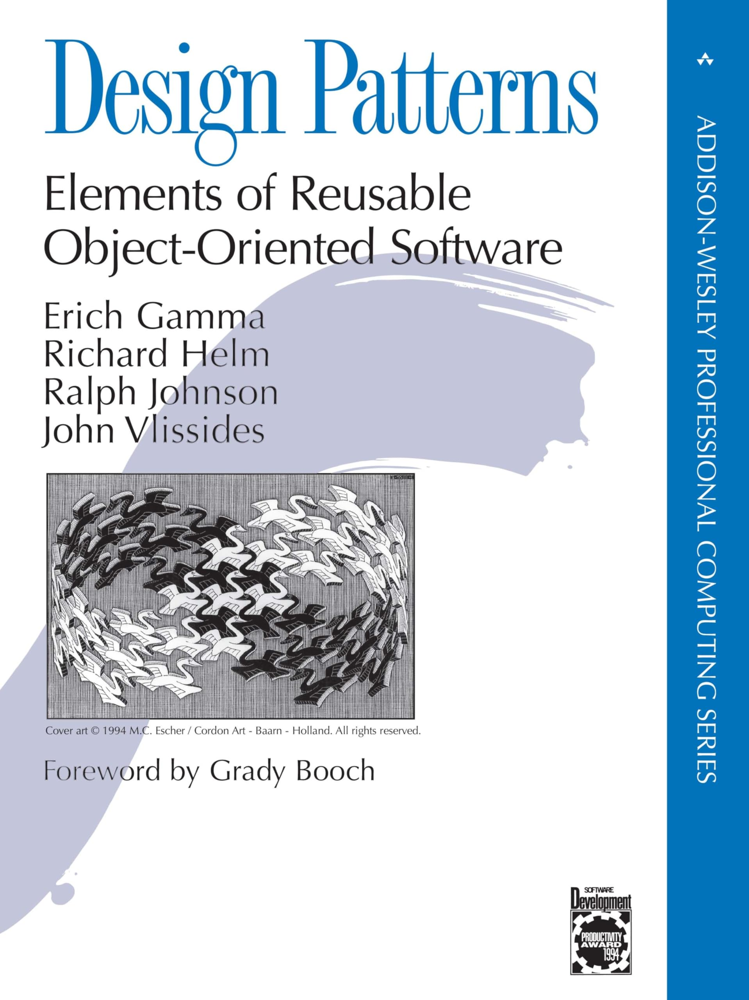 Design Patterns
Elements of Reusable
Object-Oriented Software
Erich Gamma
Richard Helm
Ralph Johnson
John Vlissides
Cover art © 1994 M.C. Escher / Cordon Art - Baarn - Holland. All rights reserved.
Foreword by Grady Booch
SOFTWARE
Development
PRODUCTIVITY
AWARD
1994
ADDISON-WESLEY PROFESSIONAL COMPUTING SERIES